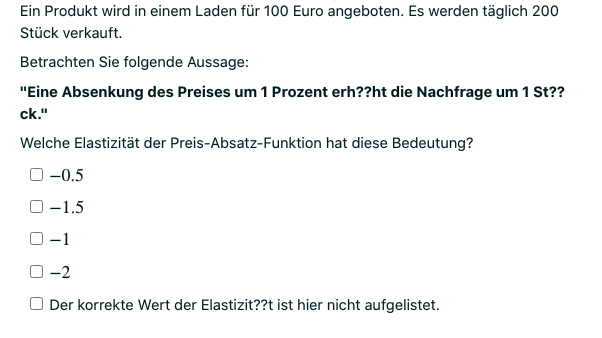 Ein Produkt wird in einem Laden für 100 Euro angeboten. Es werden täglich 200
Stück verkauft.
Betrachten Sie folgende Aussage:
"Eine Absenkung des Preises um 1 Prozent erh??ht die Nachfrage um 1 St??
ck."
Welche Elastizität der Preis-Absatz-Funktion hat diese Bedeutung?
−0.5
−1.5
−1
−2
Der korrekte Wert der Elastizit??t ist hier nicht aufgelistet.